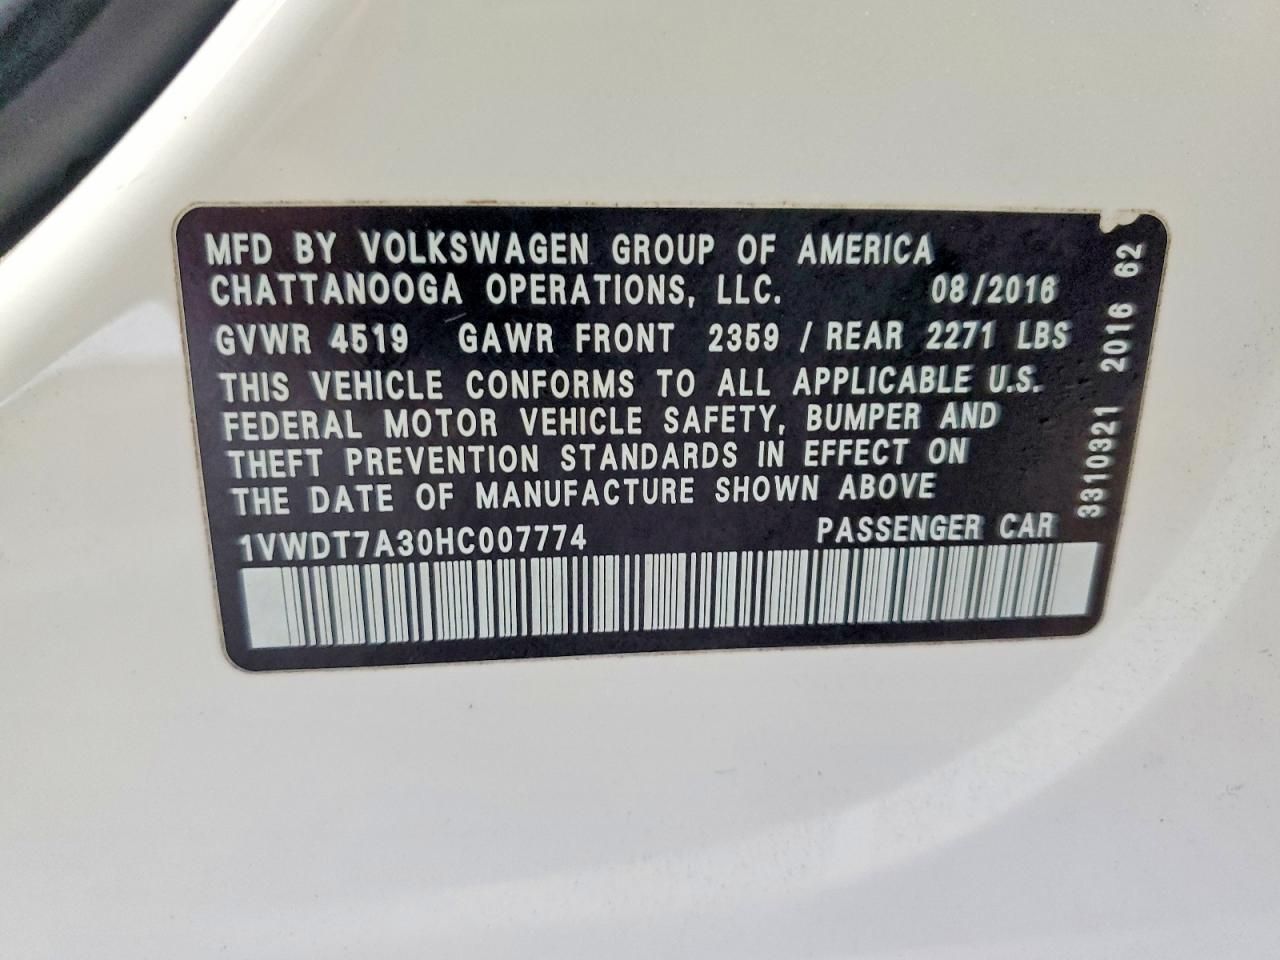 MFD BY VOLKSWAGEN GROUP OF AMERICA
CHATTANOOGA OPERATIONS, LLC. 08/2016
GVWR 4519 GAWR FRONT 2359 / REAR 2271 LBS
THIS VEHICLE CONFORMS TO ALL APPLICABLE U.S.
FEDERAL MOTOR VEHICLE SAFETY, BUMPER AND
THEFT PREVENTION STANDARDS IN EFFECT ON
THE DATE OF MANUFACTURE SHOWN ABOVE
1VWDT7A30HC007774 PASSENGER CAR
3310321 2016 62